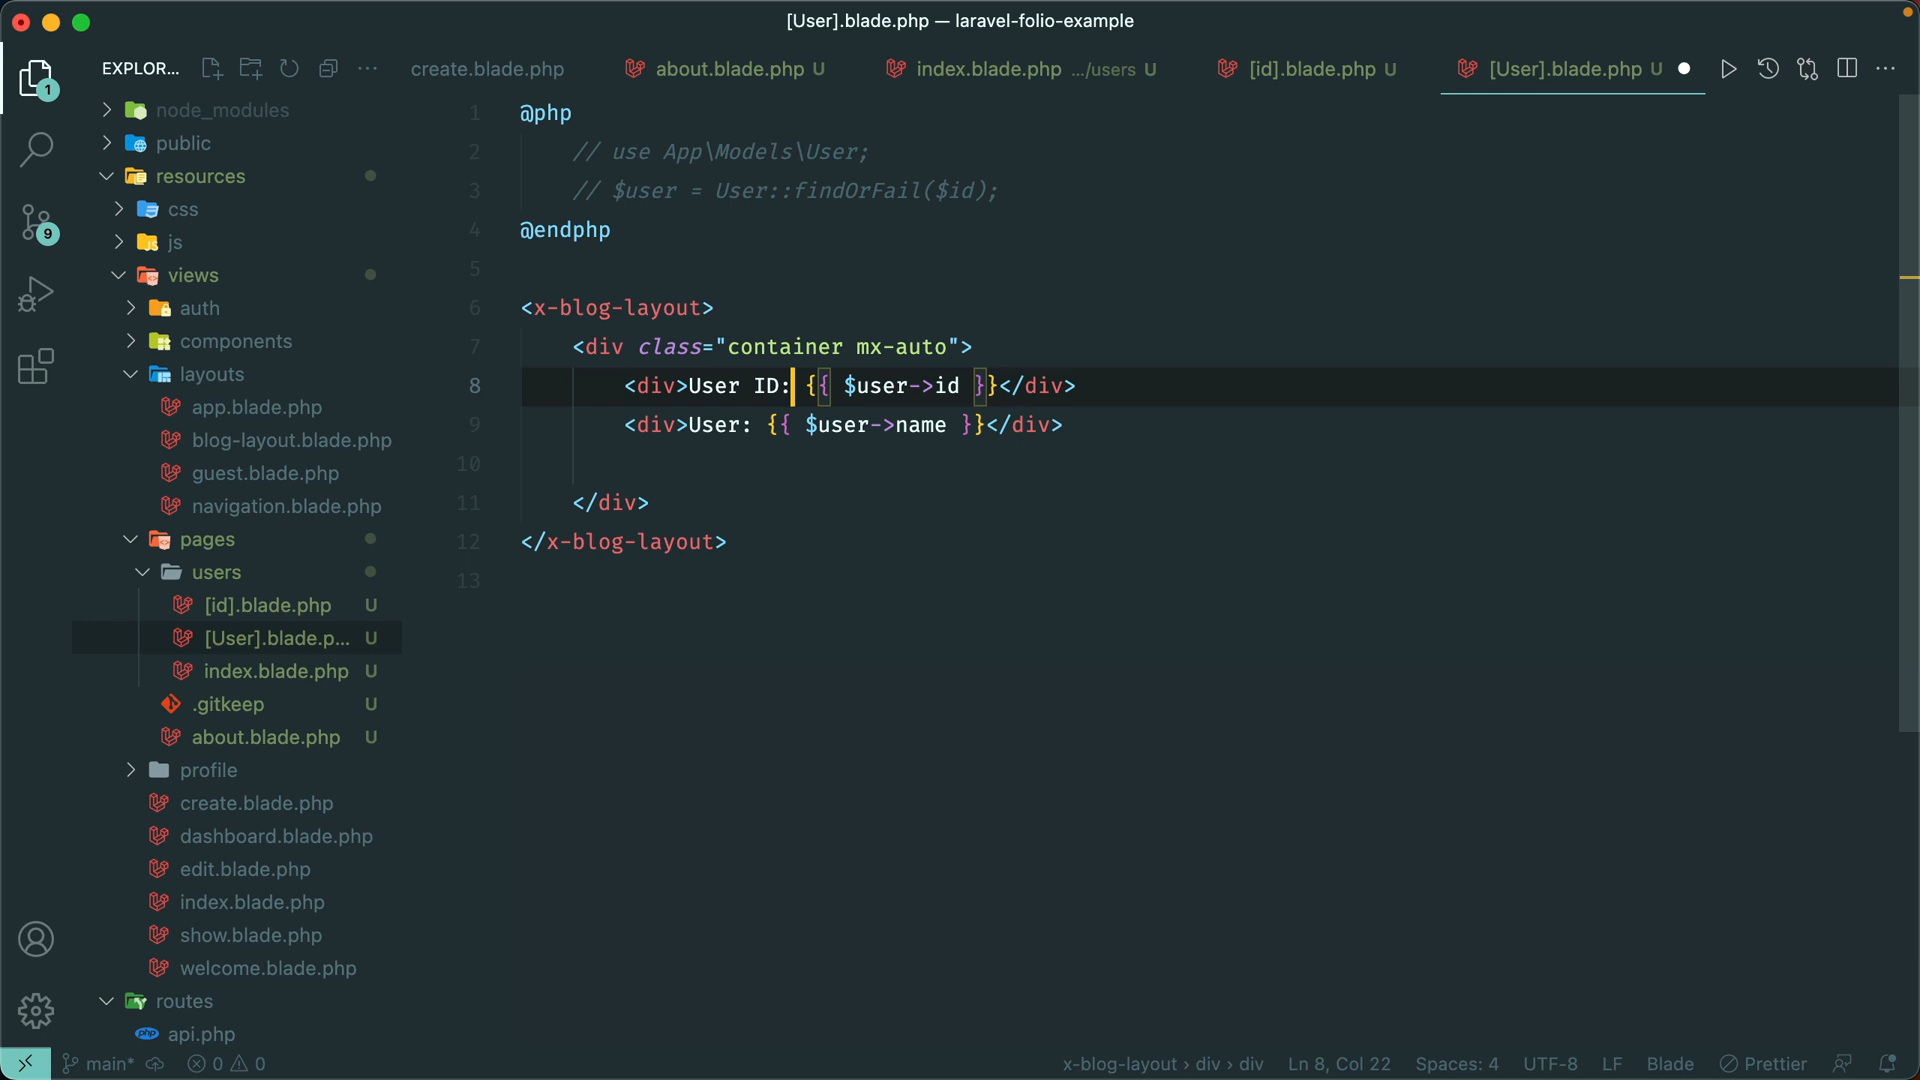 [User].blade.php — laravel-folio-example
EXPLOR...
create.blade.php
about.blade.php U
index.blade.php .../users U
[id].blade.php U
[User].blade.php U
1
9
node_modules
public
resources
css
js
views
auth
components
layouts
app.blade.php
blog-layout.blade.php
guest.blade.php
navigation.blade.php
pages
users
[id].blade.php U
[User].blade.p... U
index.blade.php U
.gitkeep U
about.blade.php U
profile
create.blade.php
dashboard.blade.php
edit.blade.php
index.blade.php
show.blade.php
welcome.blade.php
routes
php api.php
1 @php
2 // use App\Models\User;
3 // $user = User::findOrFail($id);
4 @endphp
5
6 <x-blog-layout>
7 <div class="container mx-auto">
8 <div>User ID: {{ $user->id }}</div>
9 <div>User: {{ $user->name }}</div>
10
11 </div>
12 </x-blog-layout>
13
main* 0 0
x-blog-layout › div › div Ln 8, Col 22 Spaces: 4 UTF-8 LF Blade Prettier